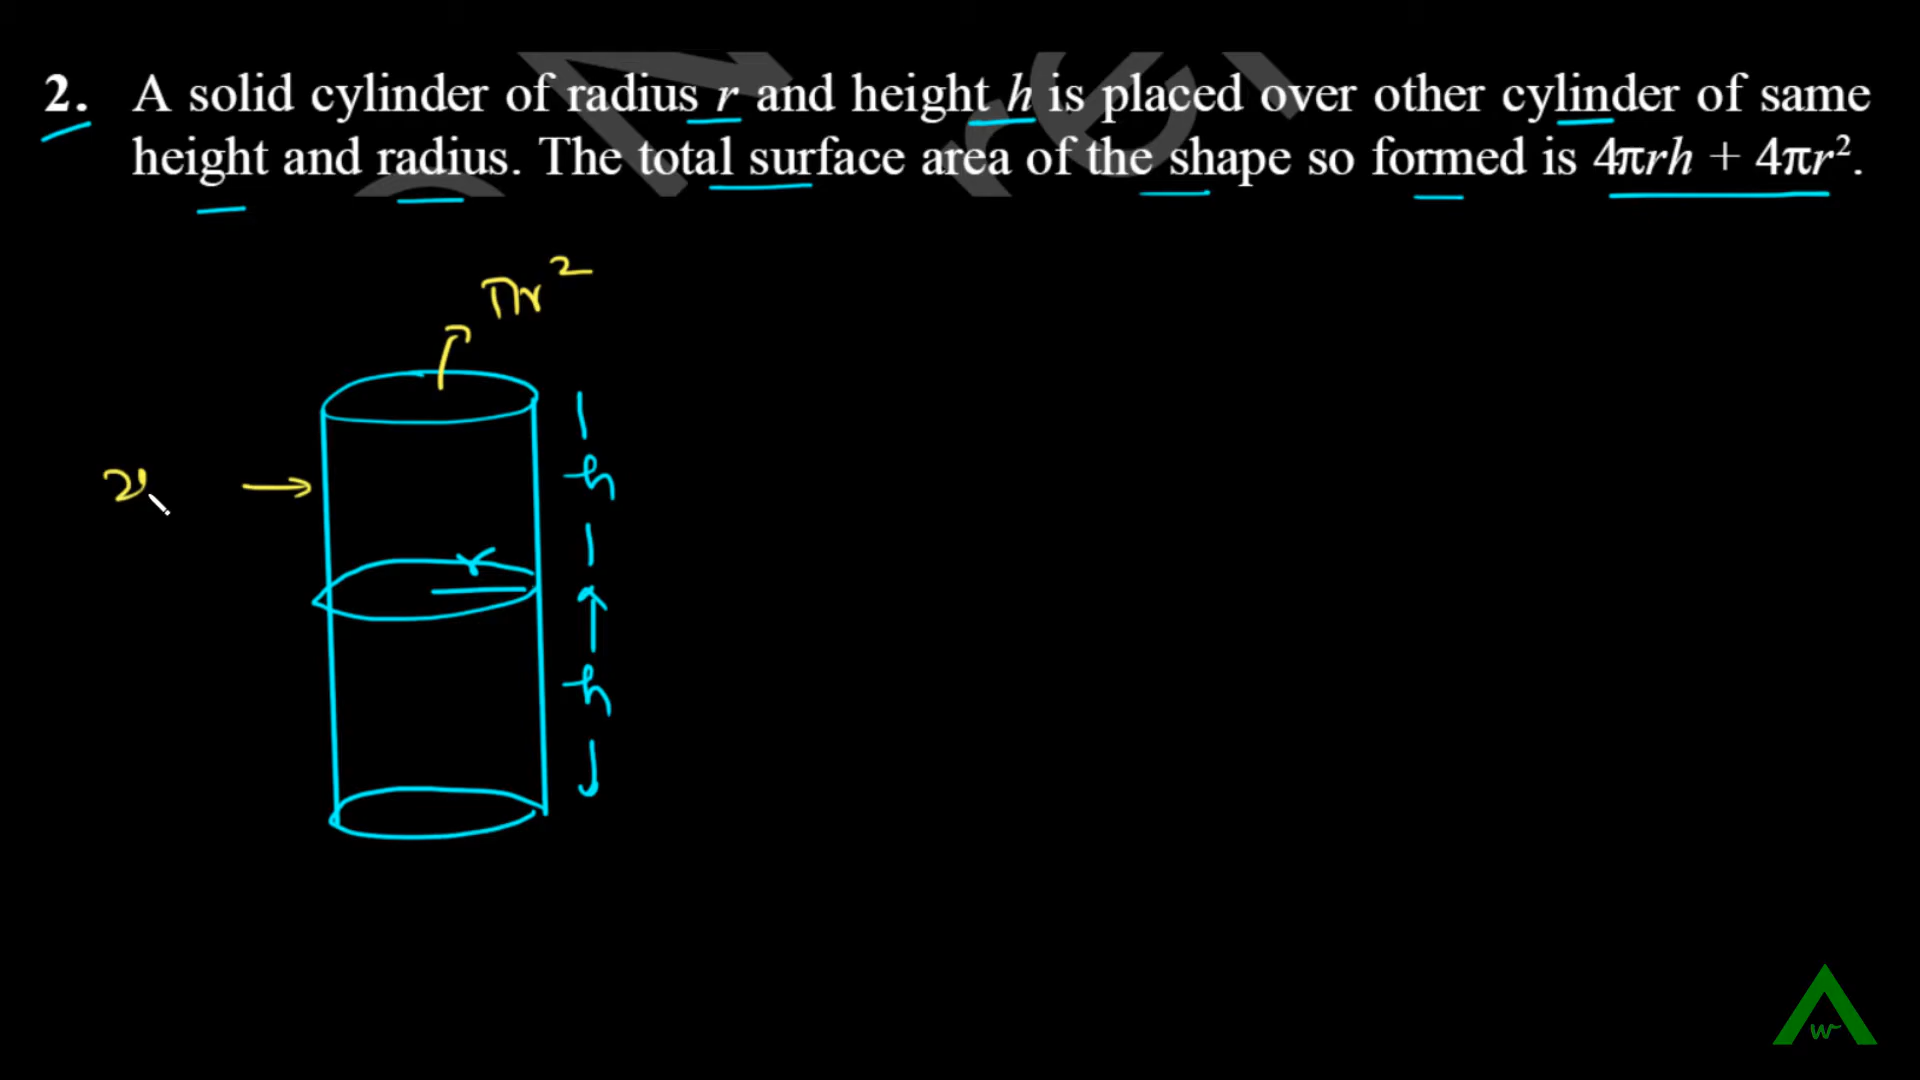 2. A solid cylinder of radius r and height h is placed over other cylinder of same
height and radius. The total surface area of the shape so formed is 4πrh + 4πr².
πr²
h
h
w